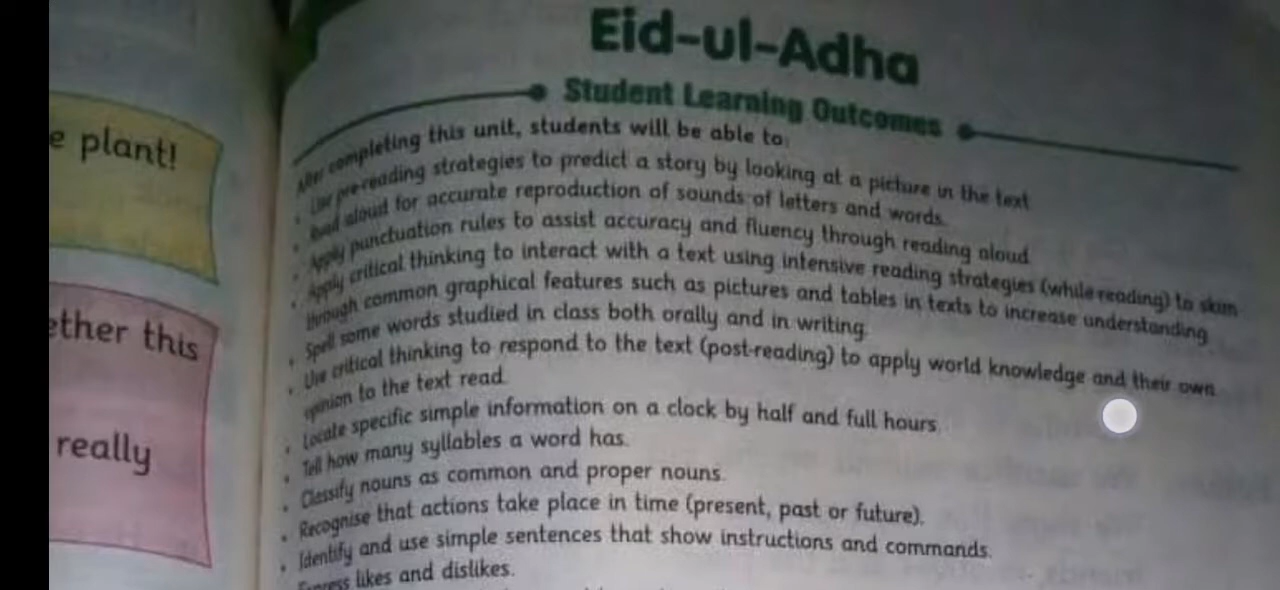 e plant!
ether this
really
Eid-ul-Adha
Student Learning Outcomes
After completing this unit, students will be able to:
• Use pre-reading strategies to predict a story by looking at a picture in the text
• Read aloud for accurate reproduction of sounds of letters and words.
• Apply punctuation rules to assist accuracy and fluency through reading aloud
• Apply critical thinking to interact with a text using intensive reading strategies (while-reading) to skim
through common graphical features such as pictures and tables in texts to increase understanding
• Spell some words studied in class both orally and in writing.
• Use critical thinking to respond to the text (post-reading) to apply world knowledge and their own
opinion to the text read.
• Locate specific simple information on a clock by half and full hours.
• Tell how many syllables a word has.
• Classify nouns as common and proper nouns.
• Recognise that actions take place in time (present, past or future).
• Identify and use simple sentences that show instructions and commands.
Express likes and dislikes.